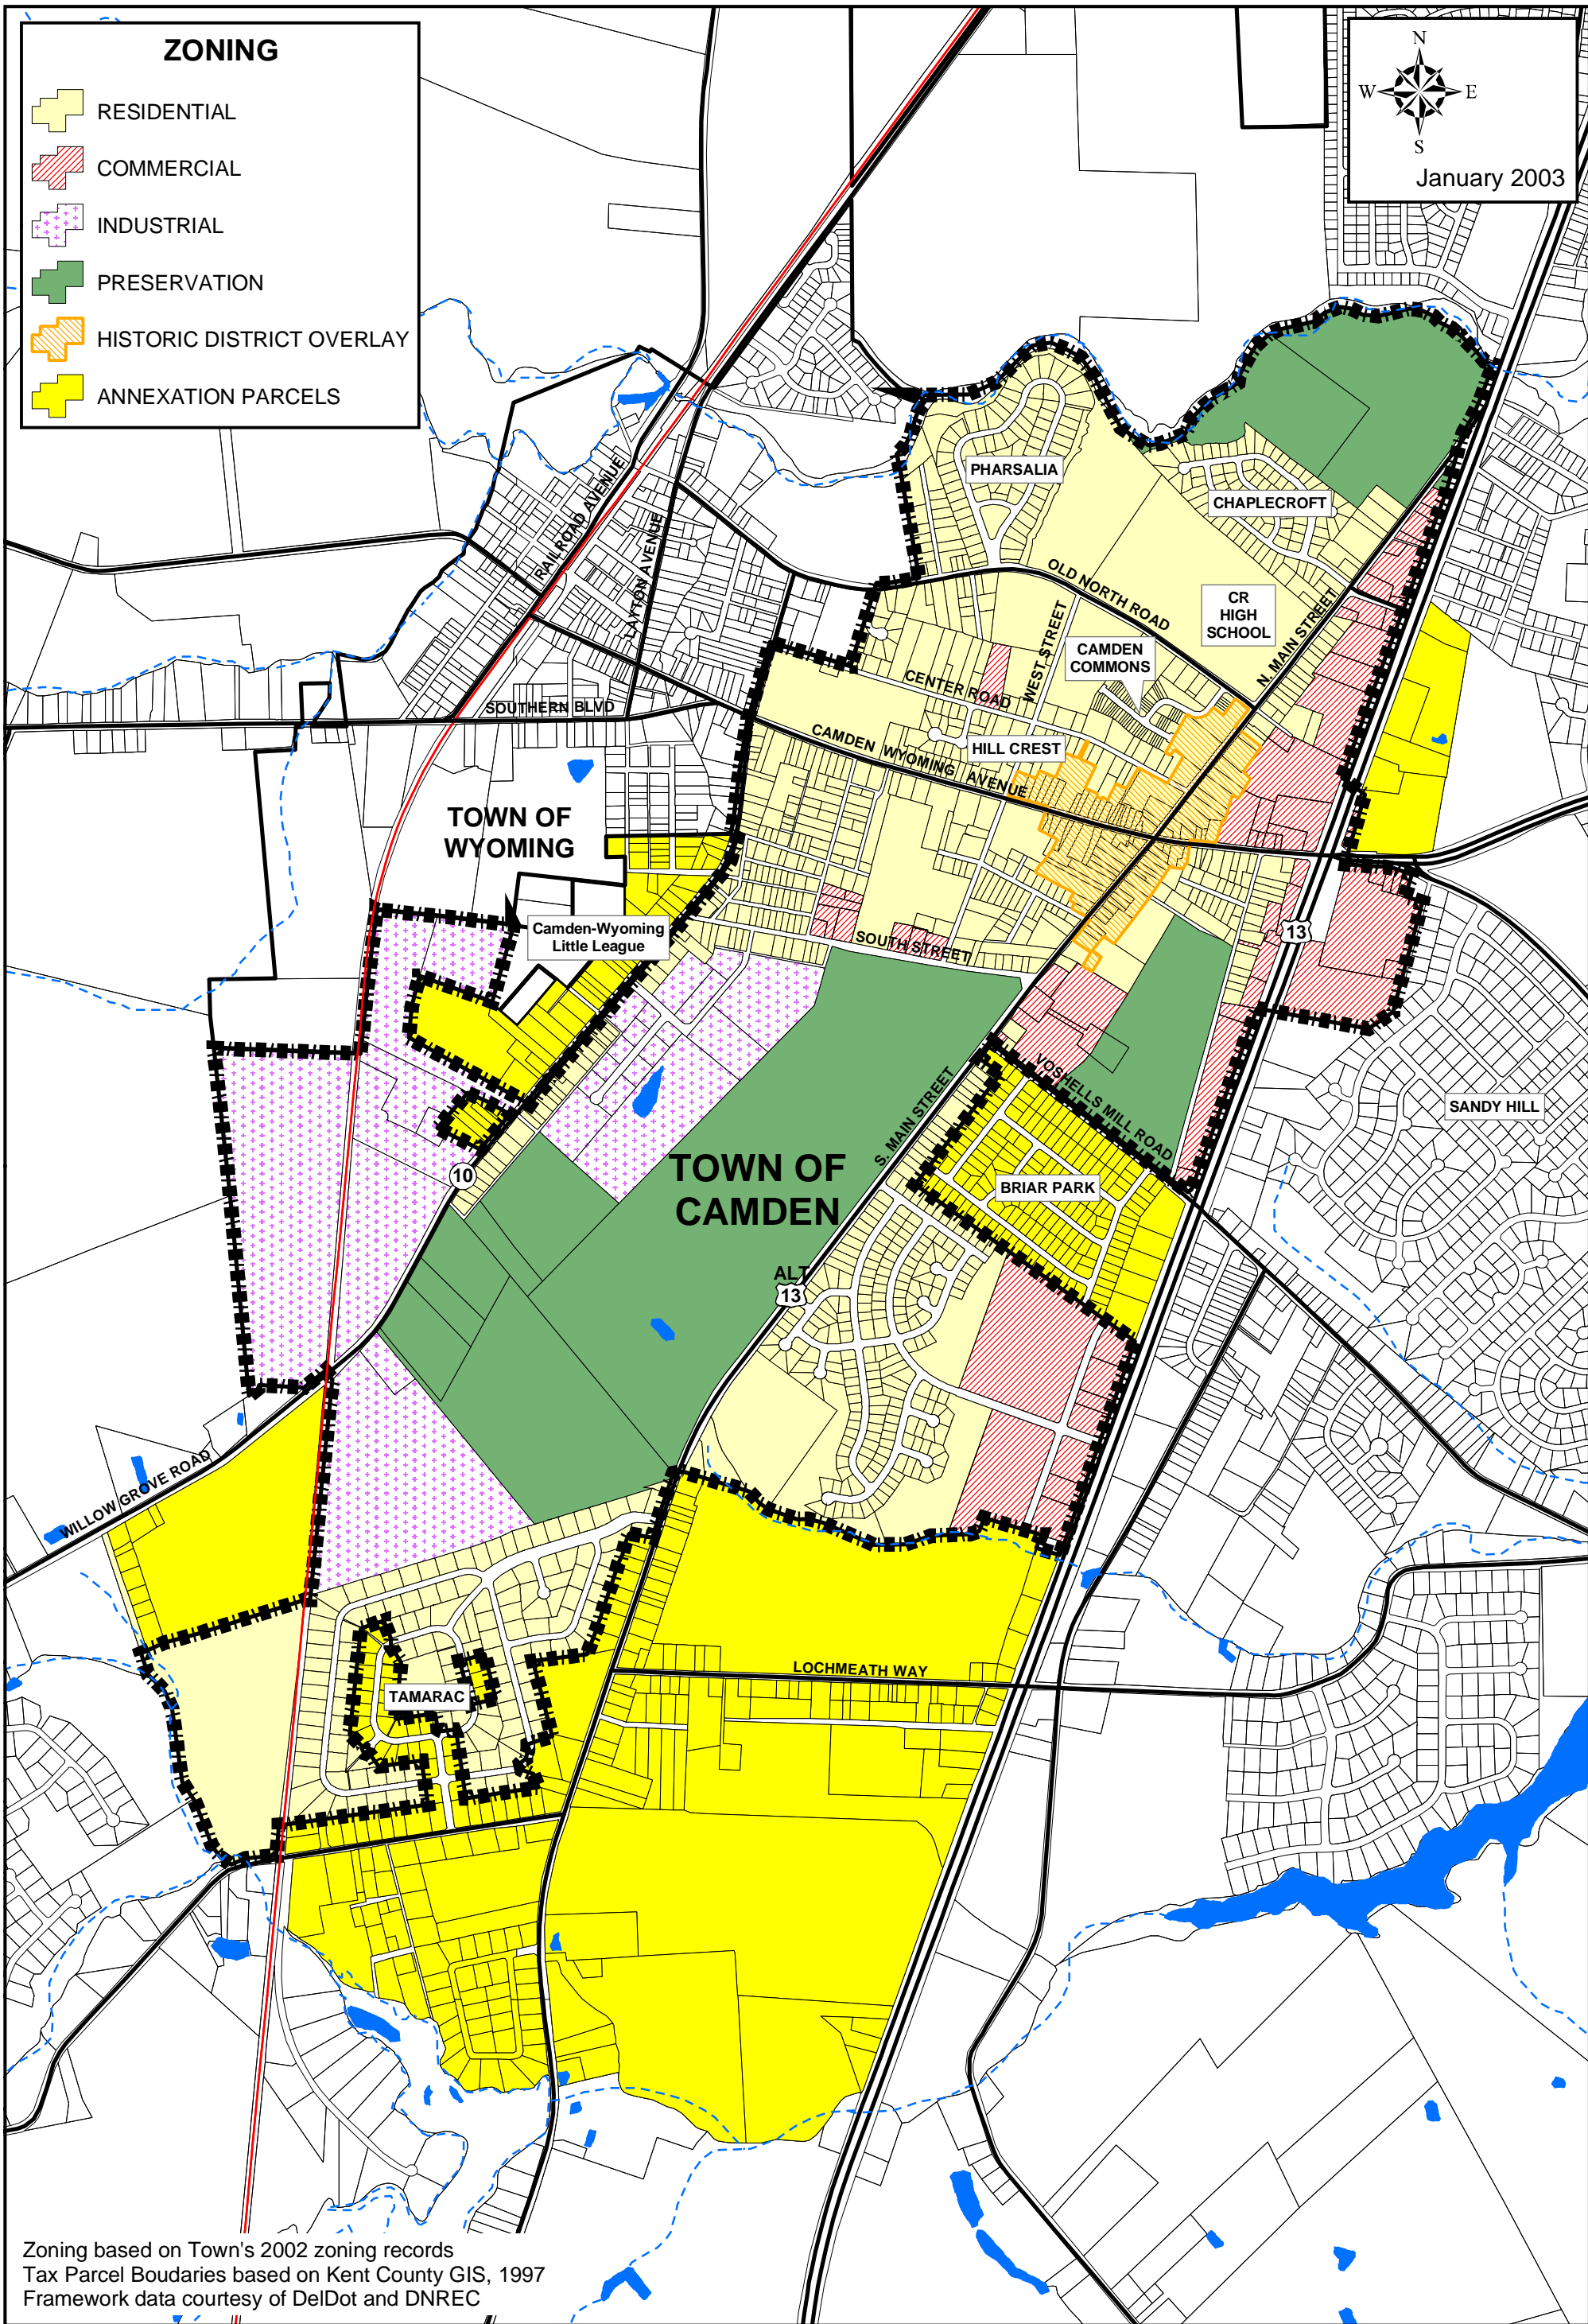 ZONING
RESIDENTIAL
COMMERCIAL
INDUSTRIAL
PRESERVATION
HISTORIC DISTRICT OVERLAY
ANNEXATION PARCELS
N
W
E
S
January 2003
PHARSALIA
CHAPLECROFT
RAILROAD AVENUE
LAYTON AVENUE
OLD NORTH ROAD
CR
HIGH
SCHOOL
WEST STREET
CAMDEN
COMMONS
N. MAIN STREET
CENTER ROAD
SOUTHERN BLVD
HILL CREST
CAMDEN WYOMING AVENUE
TOWN OF
WYOMING
Camden-Wyoming
Little League
SOUTH STREET
13
VOSHELLS MILL ROAD
SANDY HILL
S. MAIN STREET
10
TOWN OF
CAMDEN
BRIAR PARK
ALT
13
WILLOW GROVE ROAD
LOCHMEATH WAY
TAMARAC
Zoning based on Town's 2002 zoning records
Tax Parcel Boudaries based on Kent County GIS, 1997
Framework data courtesy of DelDot and DNREC